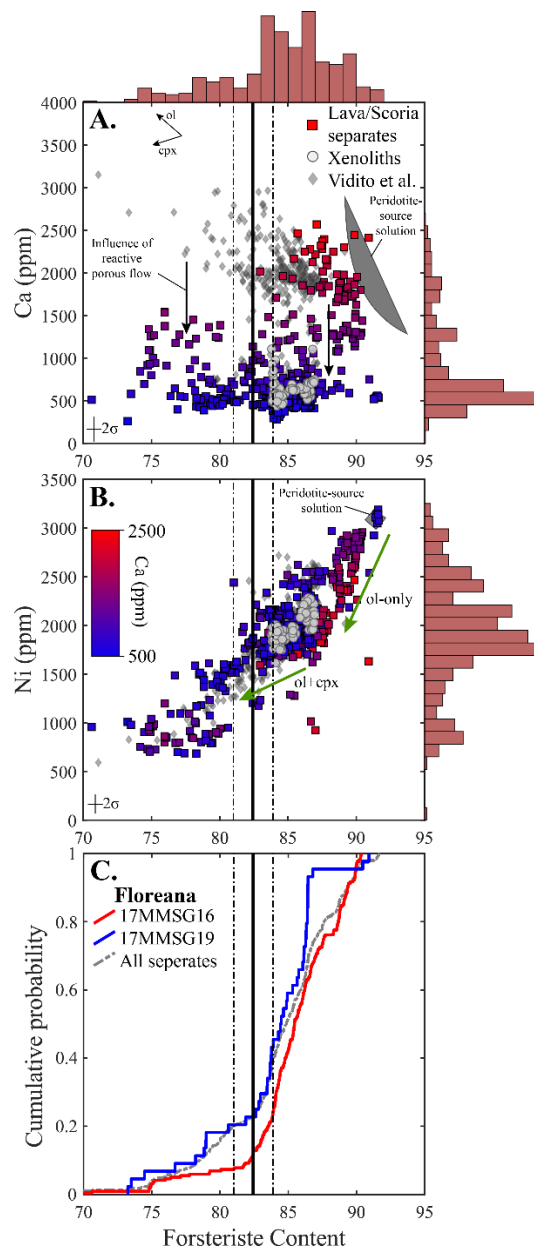 4000
3500
3000
2500
2000
1500
1000
500
0
Ca (ppm)
A.
ol
cpx
Lava/Scoria
separates
Xenoliths
Vidito et al.
Peridotite-
source
solution
Influence of
reactive
porous flow
+2σ
70 75 80 85 90 95
3500
3000
2500
2000
1500
1000
500
0
Ni (ppm)
B.
2500
Ca (ppm)
500
Peridotite-source
solution
ol-only
ol+cpx
+2σ
70 75 80 85 90 95
1
0.8
0.6
0.4
0.2
0
Cumulative probability
C.
Floreana
17MMSG16
17MMSG19
All seperates
70 75 80 85 90 95
Forsteriste Content